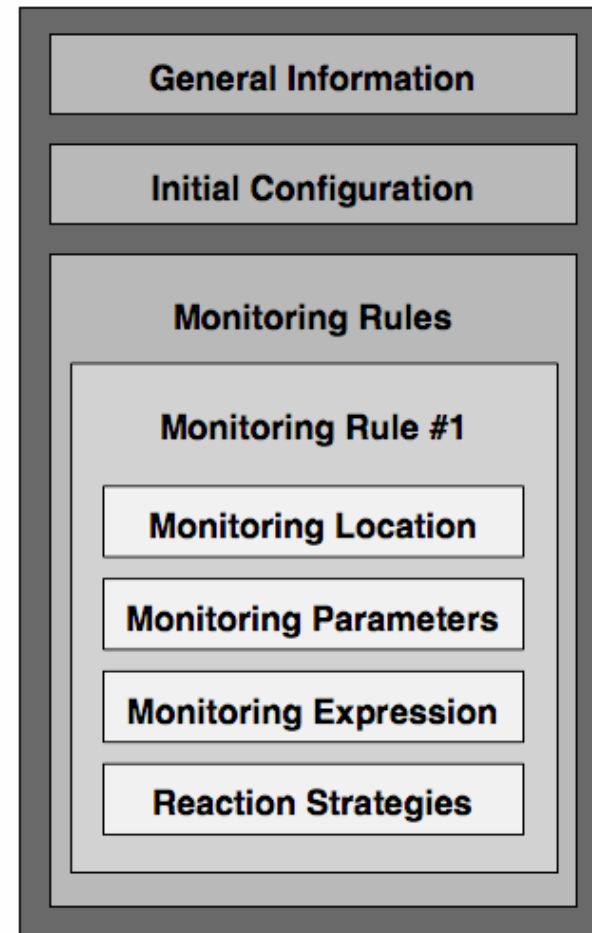 General Information
Initial Configuration
Monitoring Rules
Monitoring Rule #1
Monitoring Location
Monitoring Parameters
Monitoring Expression
Reaction Strategies